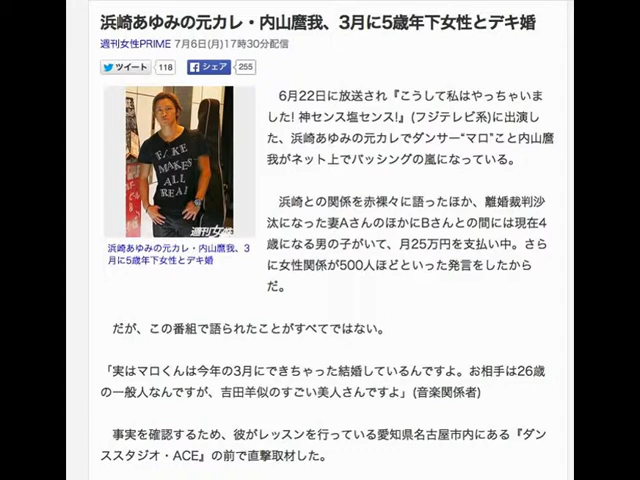 浜崎あゆみの元カレ・内山麿我、3月に5歳年下女性とデキ婚
週刊女性PRIME 7月6日(月)17時30分配信
ツイート 118 シェア 255
FAKE
MAKES
ALL
REAL
週刊女性
浜崎あゆみの元カレ・内山麿我、3
月に5歳年下女性とデキ婚
6月22日に放送され『こうして私はやっちゃいま
した! 神センス塩センス!』(フジテレビ系)に出演し
た、浜崎あゆみの元カレでダンサー“マロ”こと内山麿
我がネット上でバッシングの嵐になっている。
浜崎との関係を赤裸々に語ったほか、離婚裁判沙
汰になった妻AさんのほかにBさんとの間には現在4
歳になる男の子がいて、月25万円を支払い中。さら
に女性関係が500人ほどといった発言をしたから
だ。
だが、この番組で語られたことがすべてではない。
「実はマロくんは今年の3月にできちゃった結婚しているんですよ。お相手は26歳
の一般人なんですが、吉田羊似のすごい美人さんですよ」(音楽関係者)
事実を確認するため、彼がレッスンを行っている愛知県名古屋市内にある『ダン
ススタジオ・ACE』の前で直撃取材した。